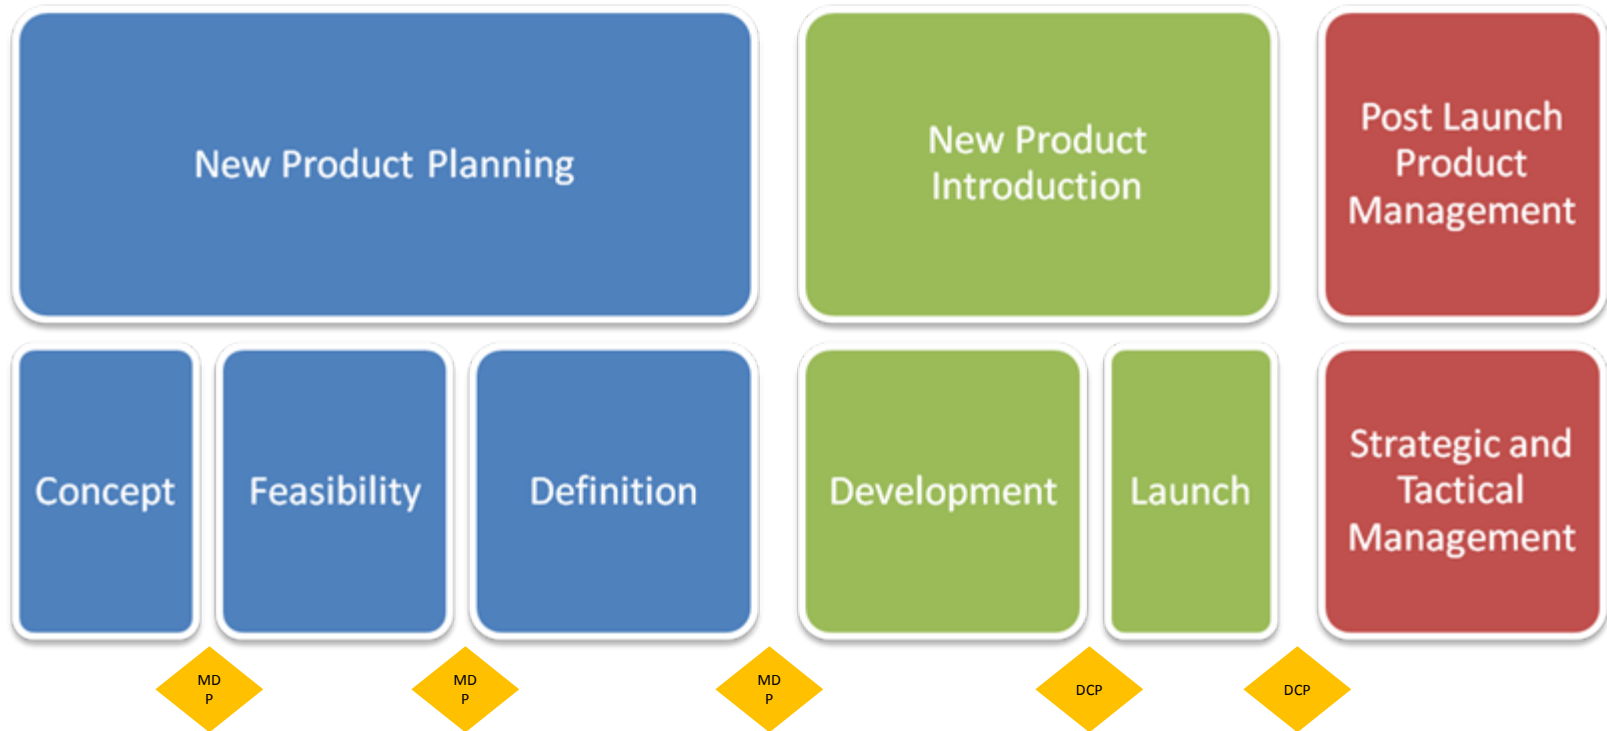 New Product Planning
New Product
Introduction
Post Launch
Product
Management
Concept
Feasibility
Definition
Development
Launch
Strategic and
Tactical
Management
MD
P
MD
P
MD
P
DCP
DCP